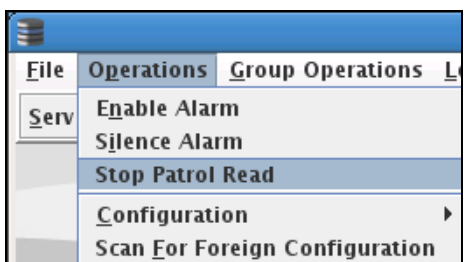 File Operations Group Operations
Serv
Enable Alarm
Silence Alarm
Stop Patrol Read
Configuration
Scan For Foreign Configuration